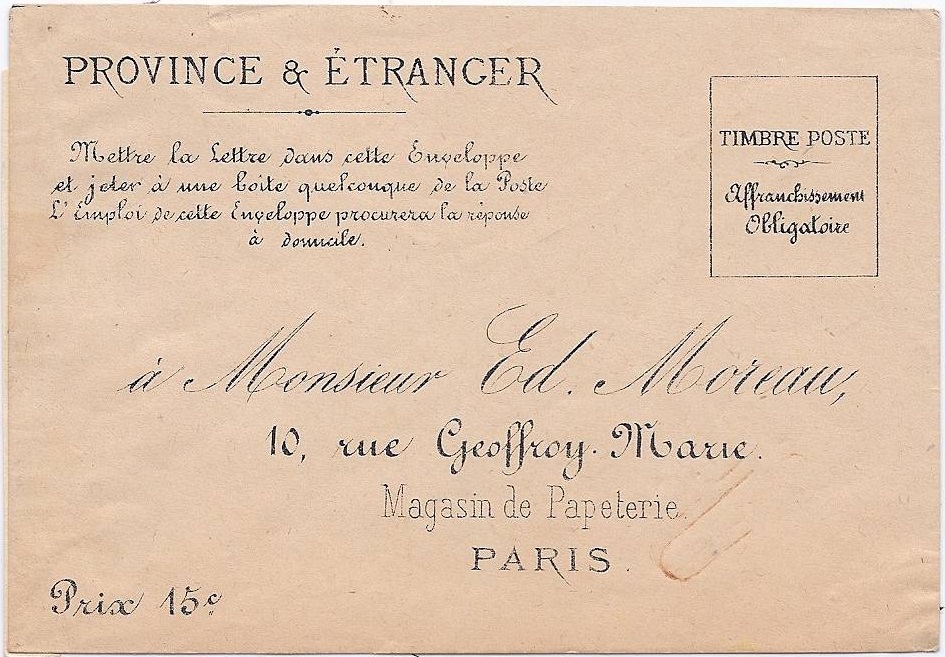 PROVINCE & ÉTRANGER
Mettre la Lettre dans cette Enveloppe
et jeter à une boite quelconque de la Poste
L'Emploi de cette Enveloppe procurera la réponse
à domicile.
TIMBRE POSTE
Affranchissement
Obligatoire
à Monsieur Ed. Moreau,
10, rue Geoffroy-Marie.
Magasin de Papeterie.
PARIS.
Prix 15c